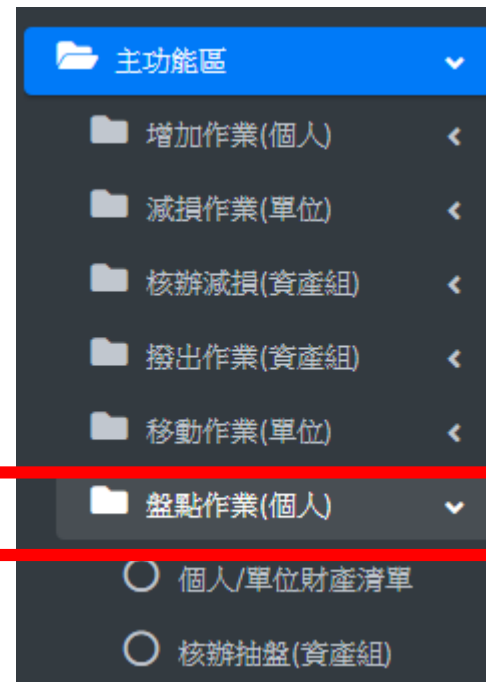 主功能區
增加作業(個人)
減損作業(單位)
核辦減損(資產組)
撥出作業(資產組)
移動作業(單位)
盤點作業(個人)
個人/單位財產清單
核辦抽盤(資產組)